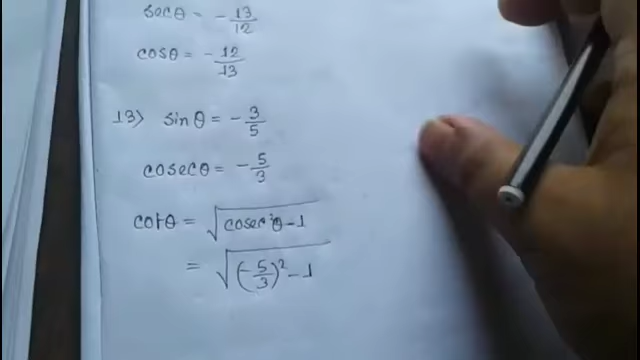 secθ = - 13/12
cosθ = - 12/13
13) sinθ = - 3/5
cosecθ = - 5/3
cotθ = √(cosec²θ - 1)
= √((-5/3)² - 1)